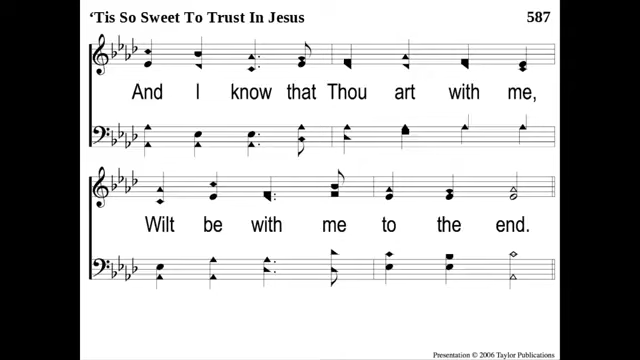 ‘Tis So Sweet To Trust In Jesus 587
And I know that Thou art with me,
Wilt be with me to the end.
Presentation © 2006 Taylor Publications